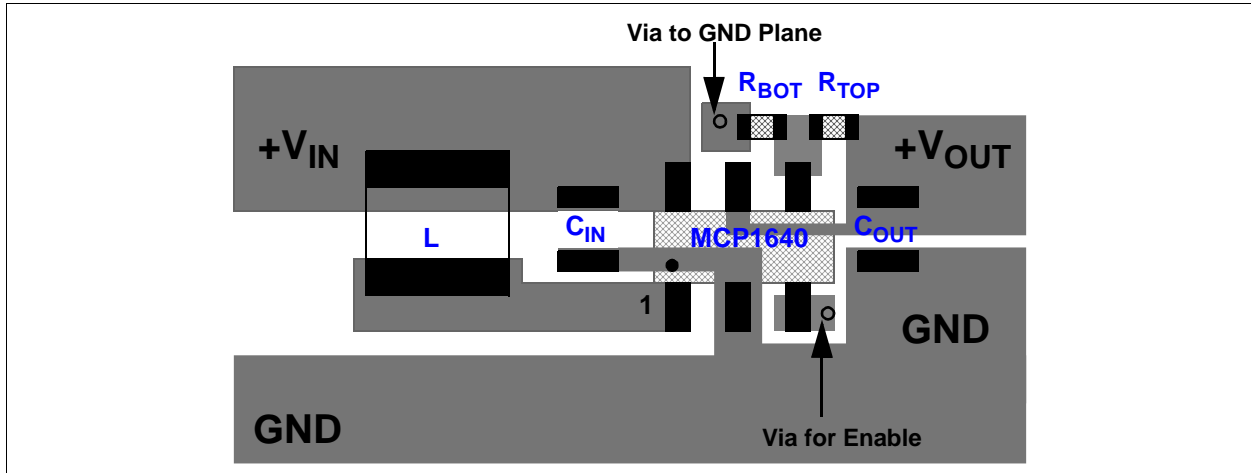 Via to GND Plane
RBOT RTOP
+VIN
+VOUT
L
CIN
MCP1640
COUT
1
GND
GND
Via for Enable